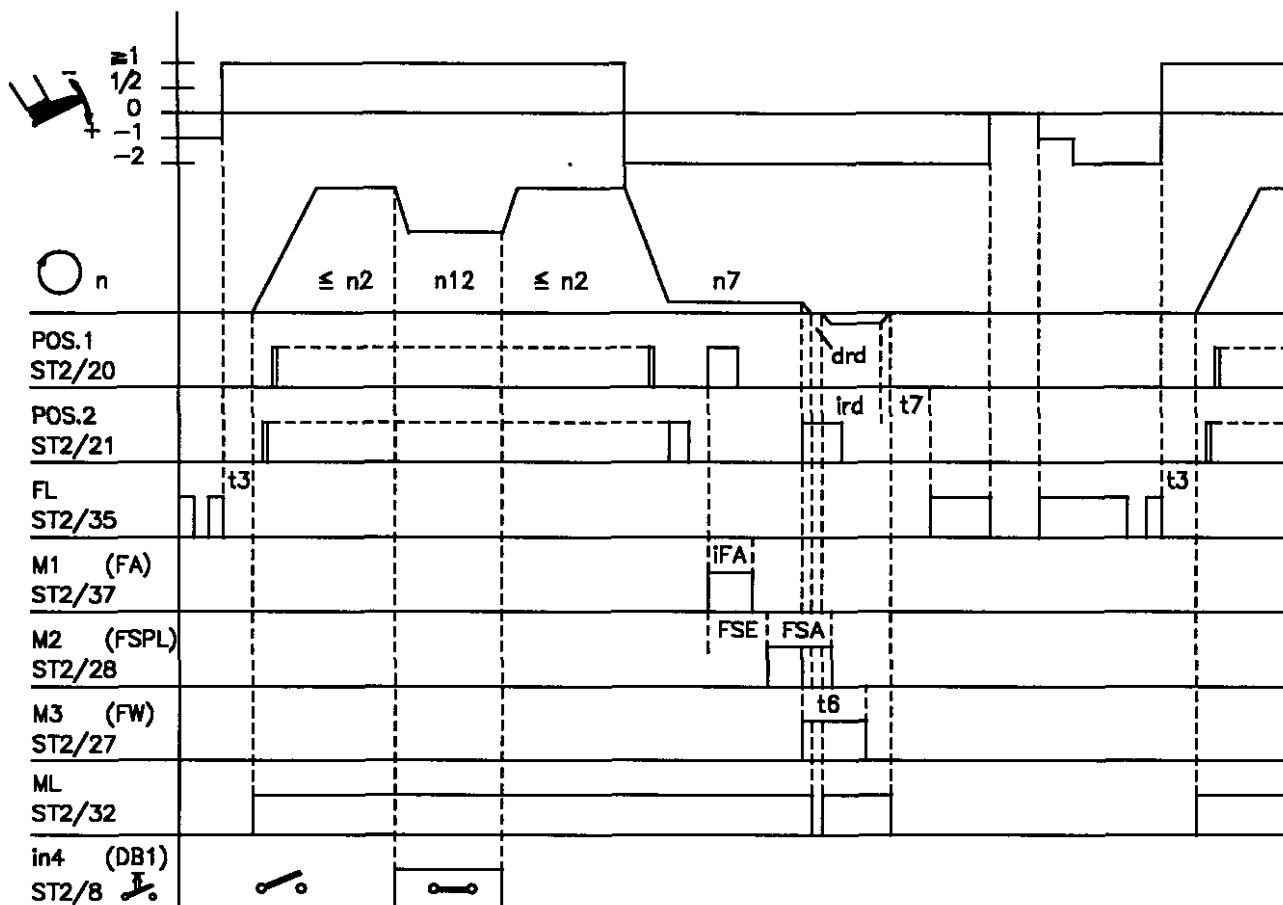 ≧1
1/2
0
−1
−2
−
+
n
≦ n2
n12
≦ n2
n7
drd
POS.1
ST2/20
ird
t7
POS.2
ST2/21
t3
t3
FL
ST2/35
iFA
M1 (FA)
ST2/37
FSE
FSA
M2 (FSPL)
ST2/28
t6
M3 (FW)
ST2/27
ML
ST2/32
in4 (DB1)
ST2/8